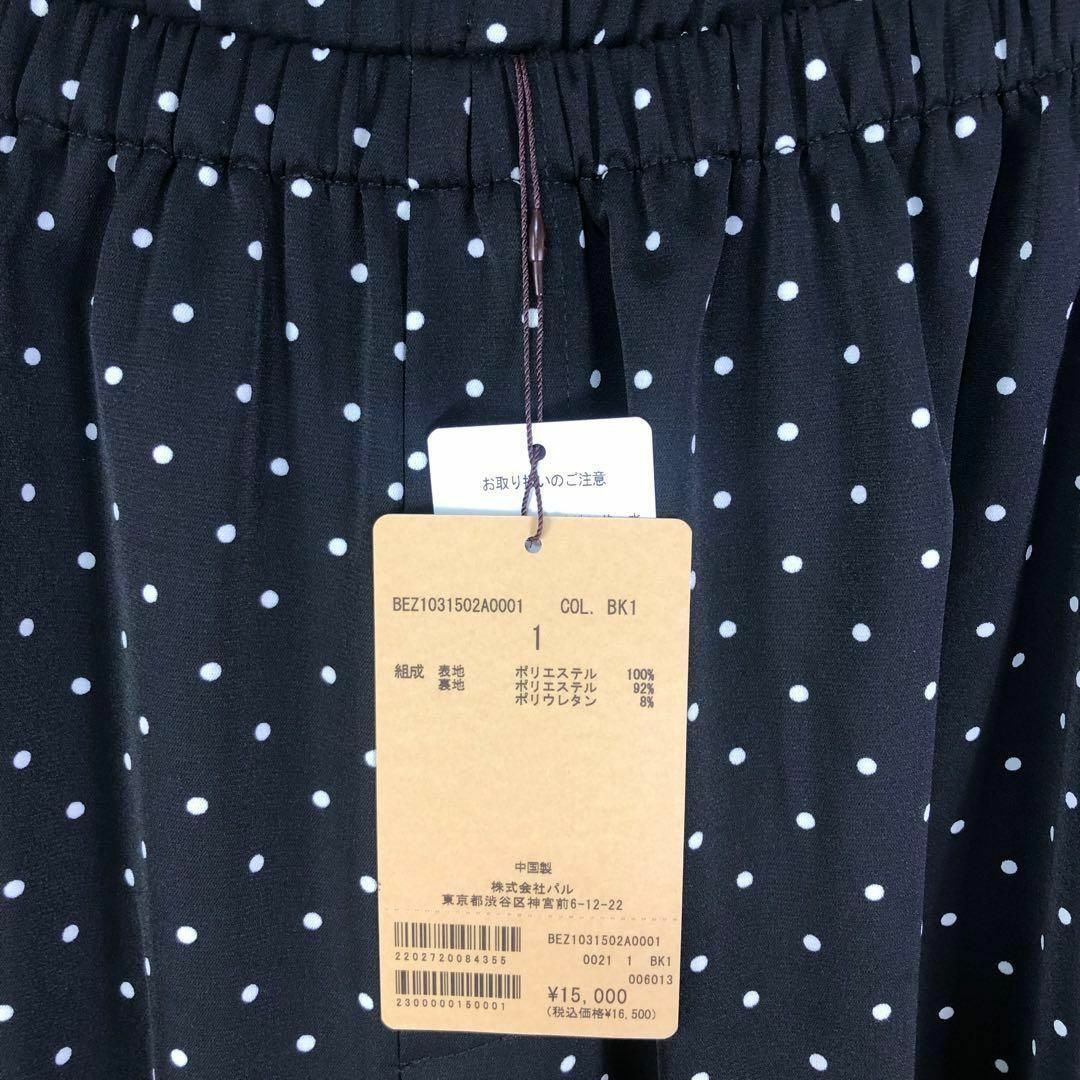 お取り扱いのご注意
BEZ1031502A0001 COL. BK1
1
組成 表地 ポリエステル 100%
裏地 ポリエステル 92%
ポリウレタン 8%
中国製
株式会社パル
東京都渋谷区神宮前6-12-22
BEZ1031502A0001
2202720084355
0021 1 BK1
006013
2300000150001
¥15,000
(税込価格¥16,500)